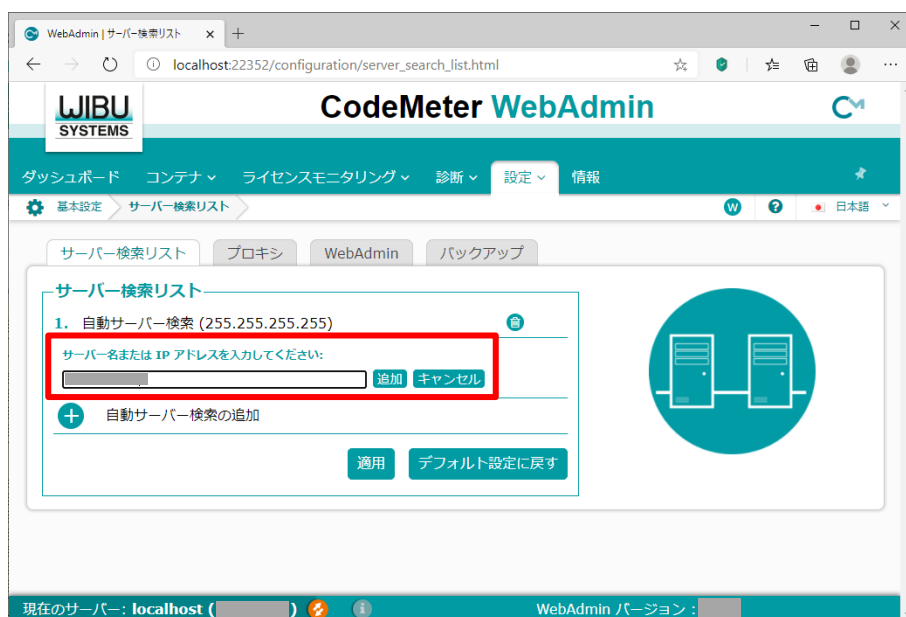 WebAdmin | サーバー検索リスト
localhost:22352/configuration/server_search_list.html
WIBU
SYSTEMS
CodeMeter WebAdmin
CM
ダッシュボード コンテナ ライセンスモニタリング 診断 設定 情報
基本設定 サーバー検索リスト W ? 日本語
サーバー検索リスト プロキシ WebAdmin バックアップ
サーバー検索リスト
1. 自動サーバー検索 (255.255.255.255)
サーバー名または IP アドレスを入力してください:
追加 キャンセル
自動サーバー検索の追加
適用 デフォルト設定に戻す
現在のサーバー: localhost ( ) i WebAdmin バージョン :